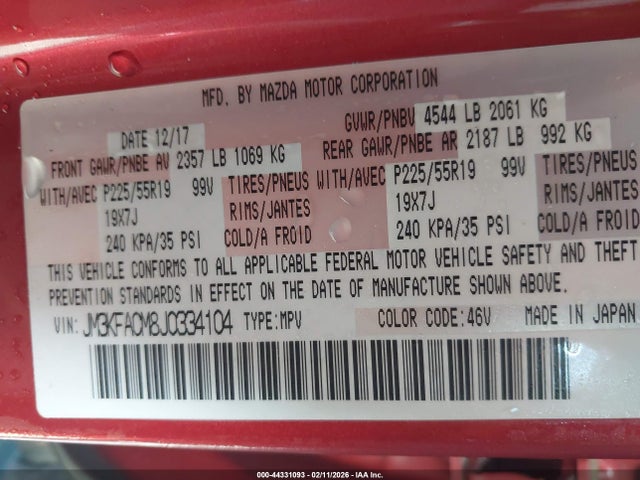 MFD. BY MAZDA MOTOR CORPORATION
DATE 12/17 GVWR/PNBV 4544 LB 2061 KG
FRONT GAWR/PNBE AV 2357 LB 1069 KG REAR GAWR/PNBE AR 2187 LB 992 KG
WITH/AVEC P225/55R19 99V TIRES/PNEUS WITH/AVEC P225/55R19 99V TIRES/PNEUS
19X7J RIMS/JANTES 19X7J RIMS/JANTES
240 KPA/35 PSI COLD/A FROID 240 KPA/35 PSI COLD/A FROID
THIS VEHICLE CONFORMS TO ALL APPLICABLE FEDERAL MOTOR VEHICLE SAFETY AND THEFT
PREVENTION STANDARDS IN EFFECT ON THE DATE OF MANUFACTURE SHOWN ABOVE.
VIN: JM3KFACM8J0334104 TYPE:MPV COLOR CODE:46V MADE IN JAPAN
000-44331093 - 02/11/2026 - IAA Inc.